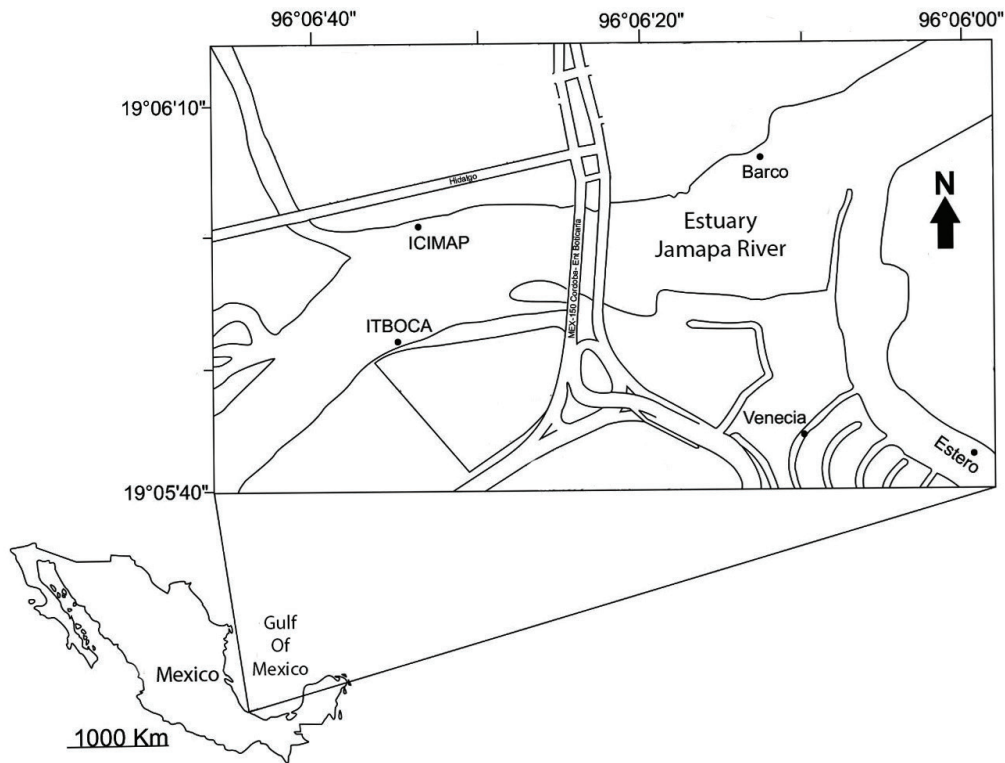 96°06'40"
96°06'20"
96°06'00"
19°06'10"
Hidalgo
Barco
N
ICIMAP
Estuary
Jamapa River
MEX-150 Cordoba- Ent Boticaria
ITBOCA
Venecia
Estero
19°05'40"
Gulf
Of
Mexico
Mexico
1000 Km